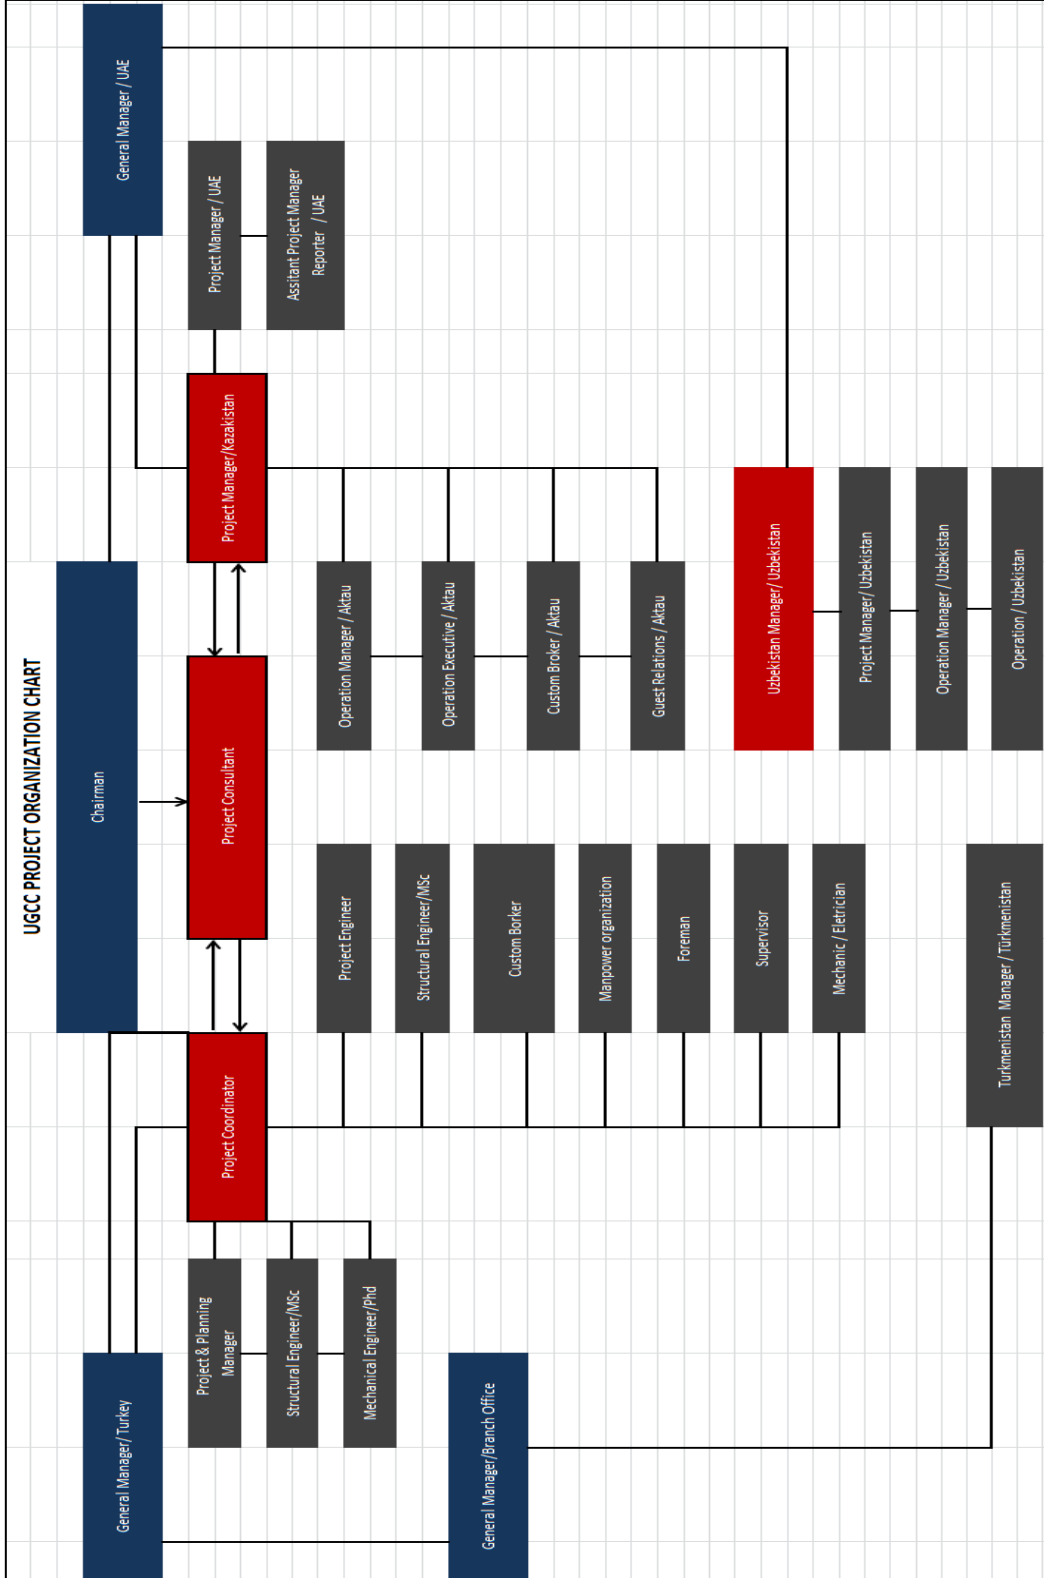 UGCC PROJECT ORGANIZATION CHART
Chairman
General Manager/ Turkey
General Manager / UAE
Project Coordinator
Project Consultant
Project Manager/Kazakistan
Project & Planning
Manager
Structural Engineer/MSc
Mechanical Engineer/Phd
Project Manager / UAE
Assitant Project Manager
Reporter / UAE
Project Engineer
Structural Engineer/MSc
Custom Borker
Manpower organization
Foreman
Supervisor
Mechanic / Eletrician
Operation Manager / Aktau
Operation Executive / Aktau
Custom Broker / Aktau
Guest Relations / Aktau
General Manager/Branch Office
Uzbekistan Manager/ Uzbekistan
Project Manager/ Uzbekistan
Operation Manager / Uzbekistan
Operation / Uzbekistan
Turkmenistan Manager / Türkmenistan